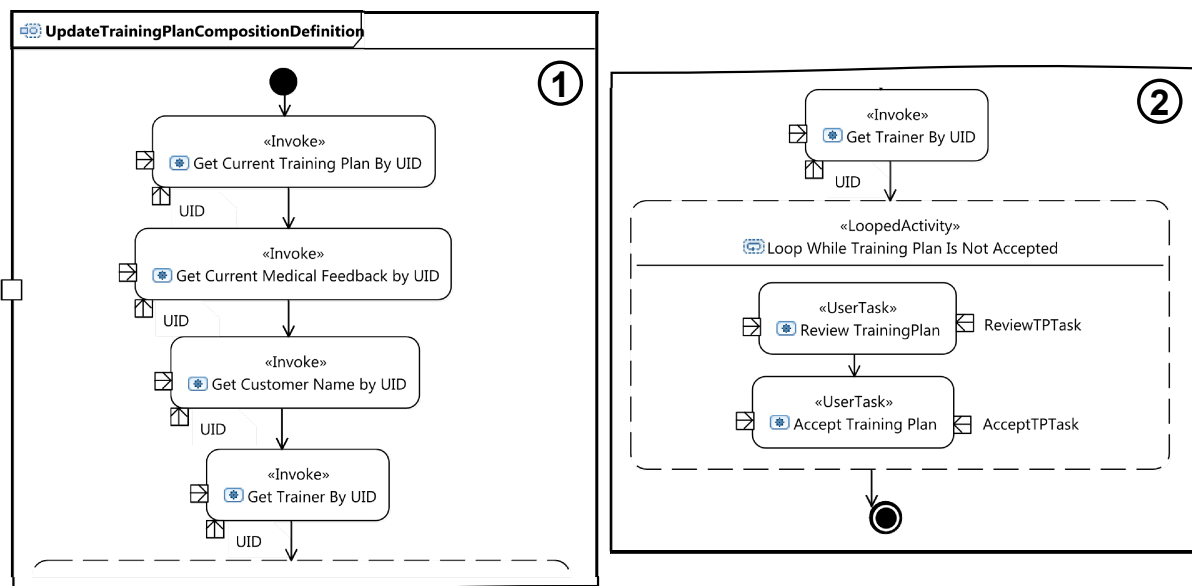 UpdateTrainingPlanCompositionDefinition
1
«Invoke»
Get Current Training Plan By UID
UID
«Invoke»
Get Current Medical Feedback by UID
UID
«Invoke»
Get Customer Name by UID
UID
«Invoke»
Get Trainer By UID
UID
2
«Invoke»
Get Trainer By UID
UID
«LoopedActivity»
Loop While Training Plan Is Not Accepted
«UserTask»
Review TrainingPlan
ReviewTPTask
«UserTask»
Accept Training Plan
AcceptTPTask